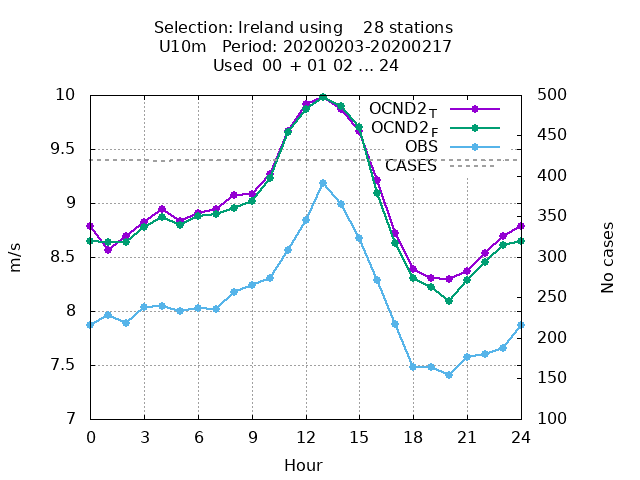 Selection: Ireland using    28 stations
U10m   Period: 20200203-20200217
Used  00 + 01 02 ... 24
10 500
OCND2 T
OCND2 F
OBS
CASES
9.5
9
8.5
8
7.5
7
450
400
350
300
250
200
150
100
m/s
No cases
0 3 6 9 12 15 18 21 24
Hour